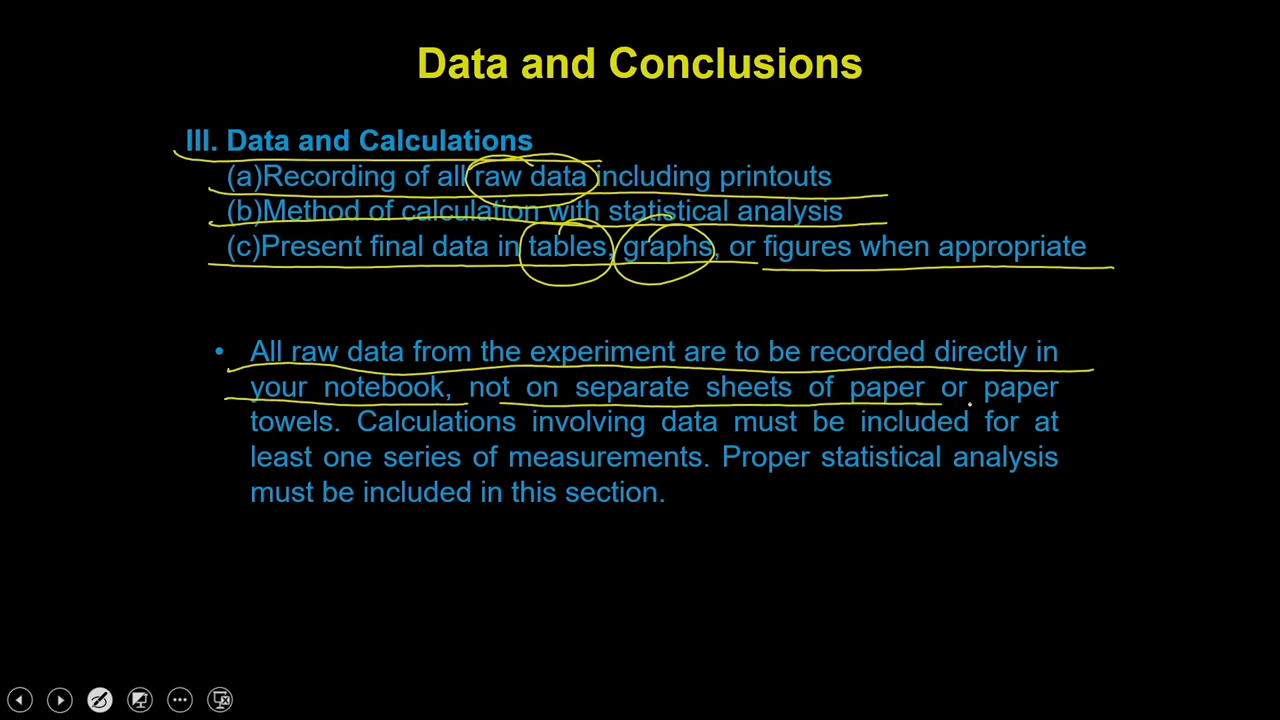 Data and Conclusions
III. Data and Calculations
(a)Recording of all raw data including printouts
(b)Method of calculation with statistical analysis
(c)Present final data in tables, graphs, or figures when appropriate
• All raw data from the experiment are to be recorded directly in
your notebook, not on separate sheets of paper or paper
towels. Calculations involving data must be included for at
least one series of measurements. Proper statistical analysis
must be included in this section.